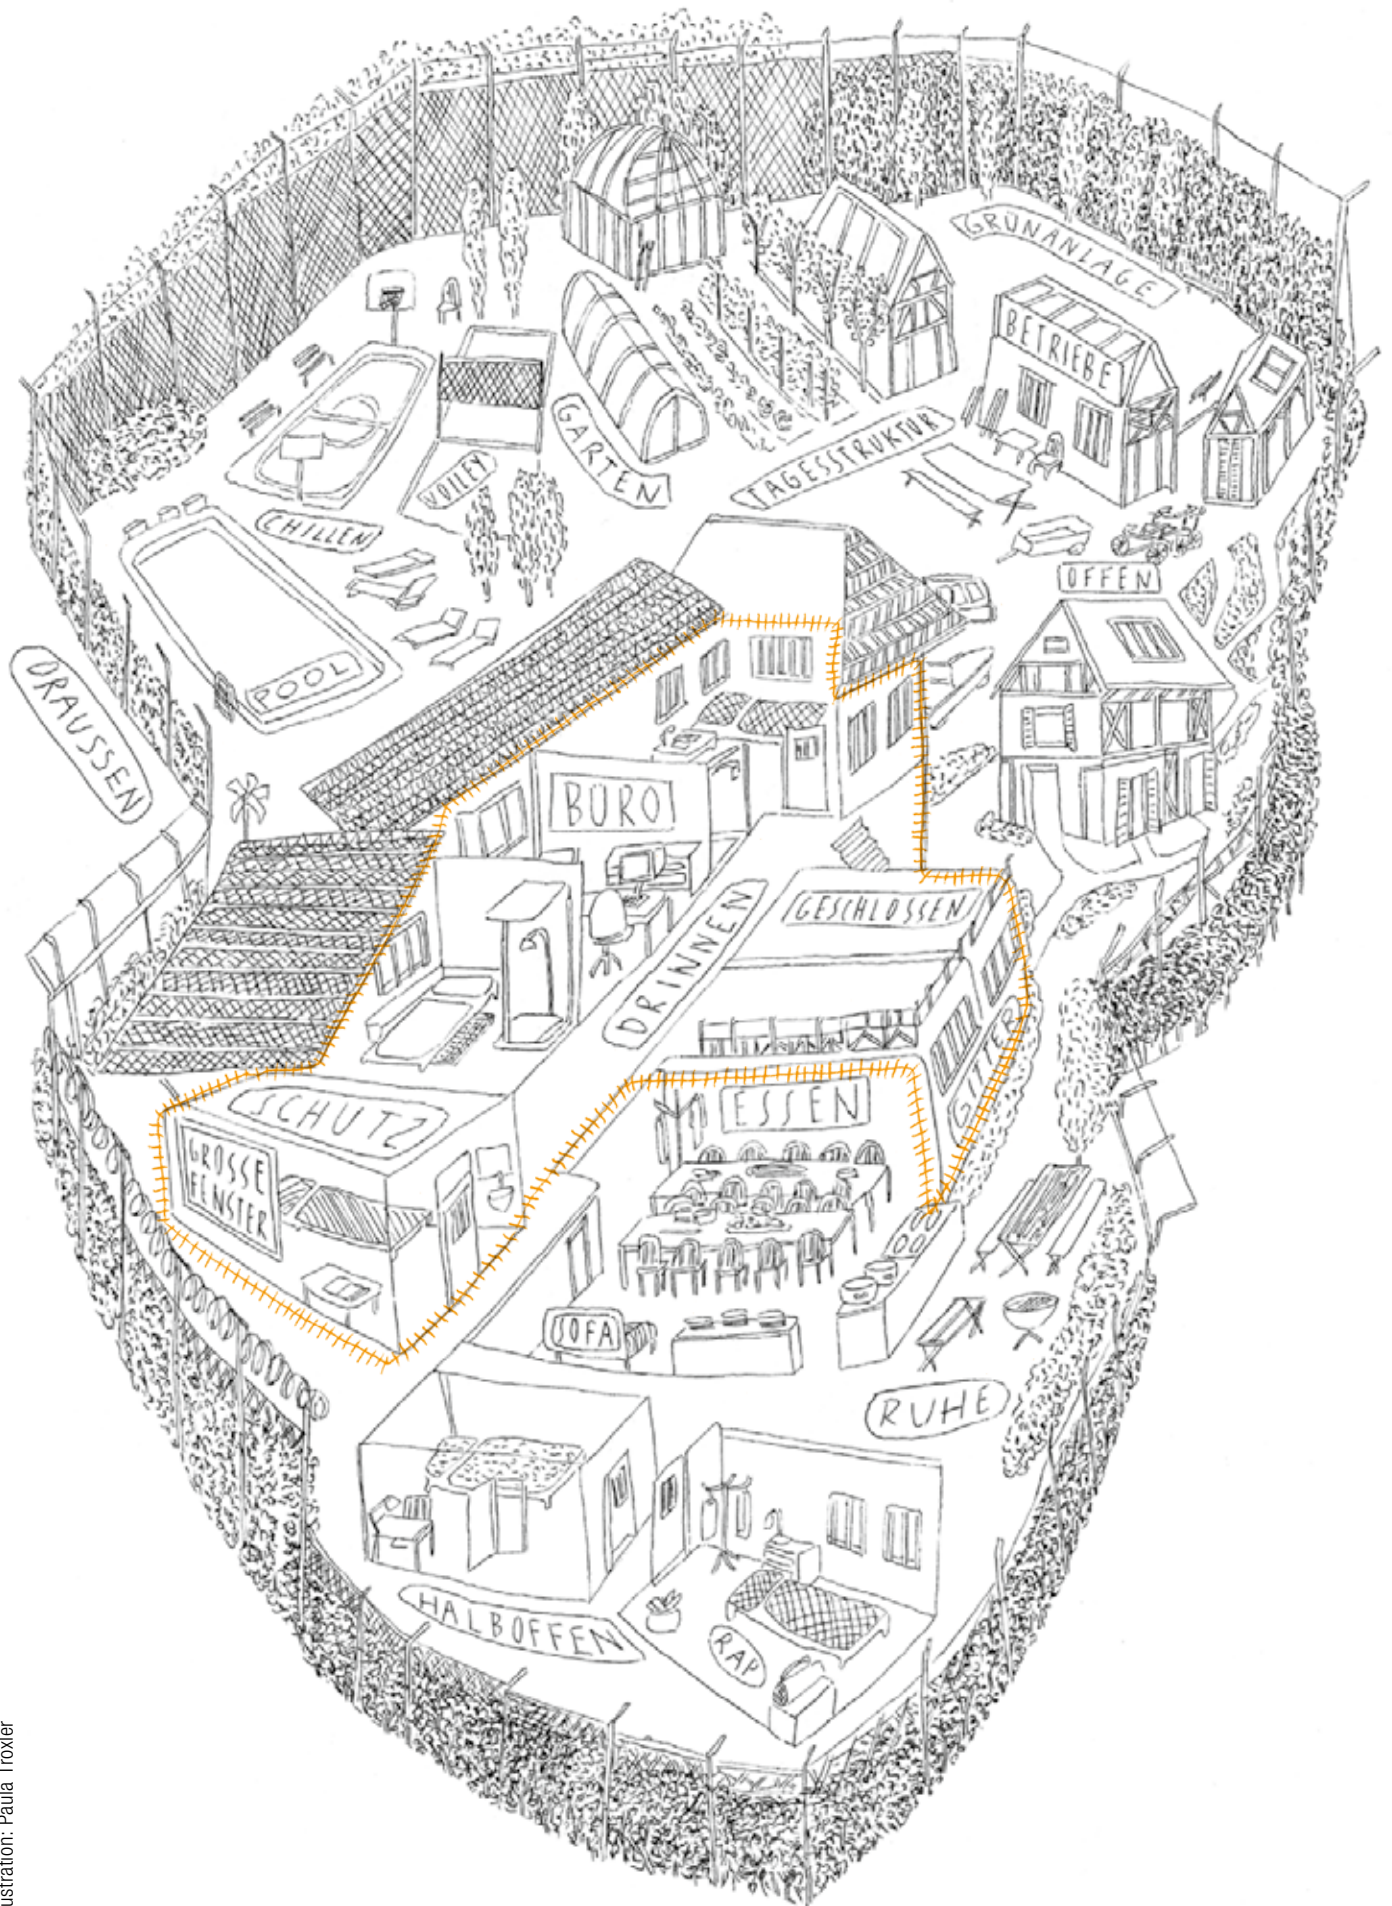 GRÜNANLAGE
BETRIEBE
GARTEN
TAGESSTRUKTUR
VOLLEY
CHILLEN
OFFEN
POOL
DRAUSSEN
BÜRO
GESCHLOSSEN
DRINNEN
GITTER
SCHUTZ
ESSEN
GROSSE
FENSTER
SOFA
RUHE
HALBOFFEN
RAP
ustration: Paula Troxler